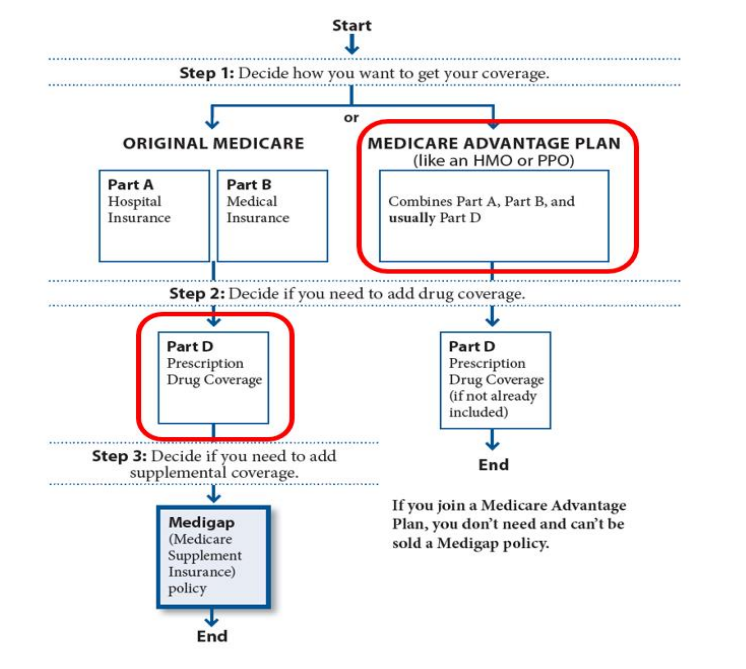 Start
Step 1: Decide how you want to get your coverage.
or
ORIGINAL MEDICARE
Part A
Hospital
Insurance
Part B
Medical
Insurance
MEDICARE ADVANTAGE PLAN
(like an HMO or PPO)
Combines Part A, Part B, and
usually Part D
Step 2: Decide if you need to add drug coverage.
Part D
Prescription
Drug Coverage
Part D
Prescription
Drug Coverage
(if not already
included)
End
Step 3: Decide if you need to add
supplemental coverage.
Medigap
(Medicare
Supplement
Insurance)
policy
End
If you join a Medicare Advantage
Plan, you don't need and can't be
sold a Medigap policy.